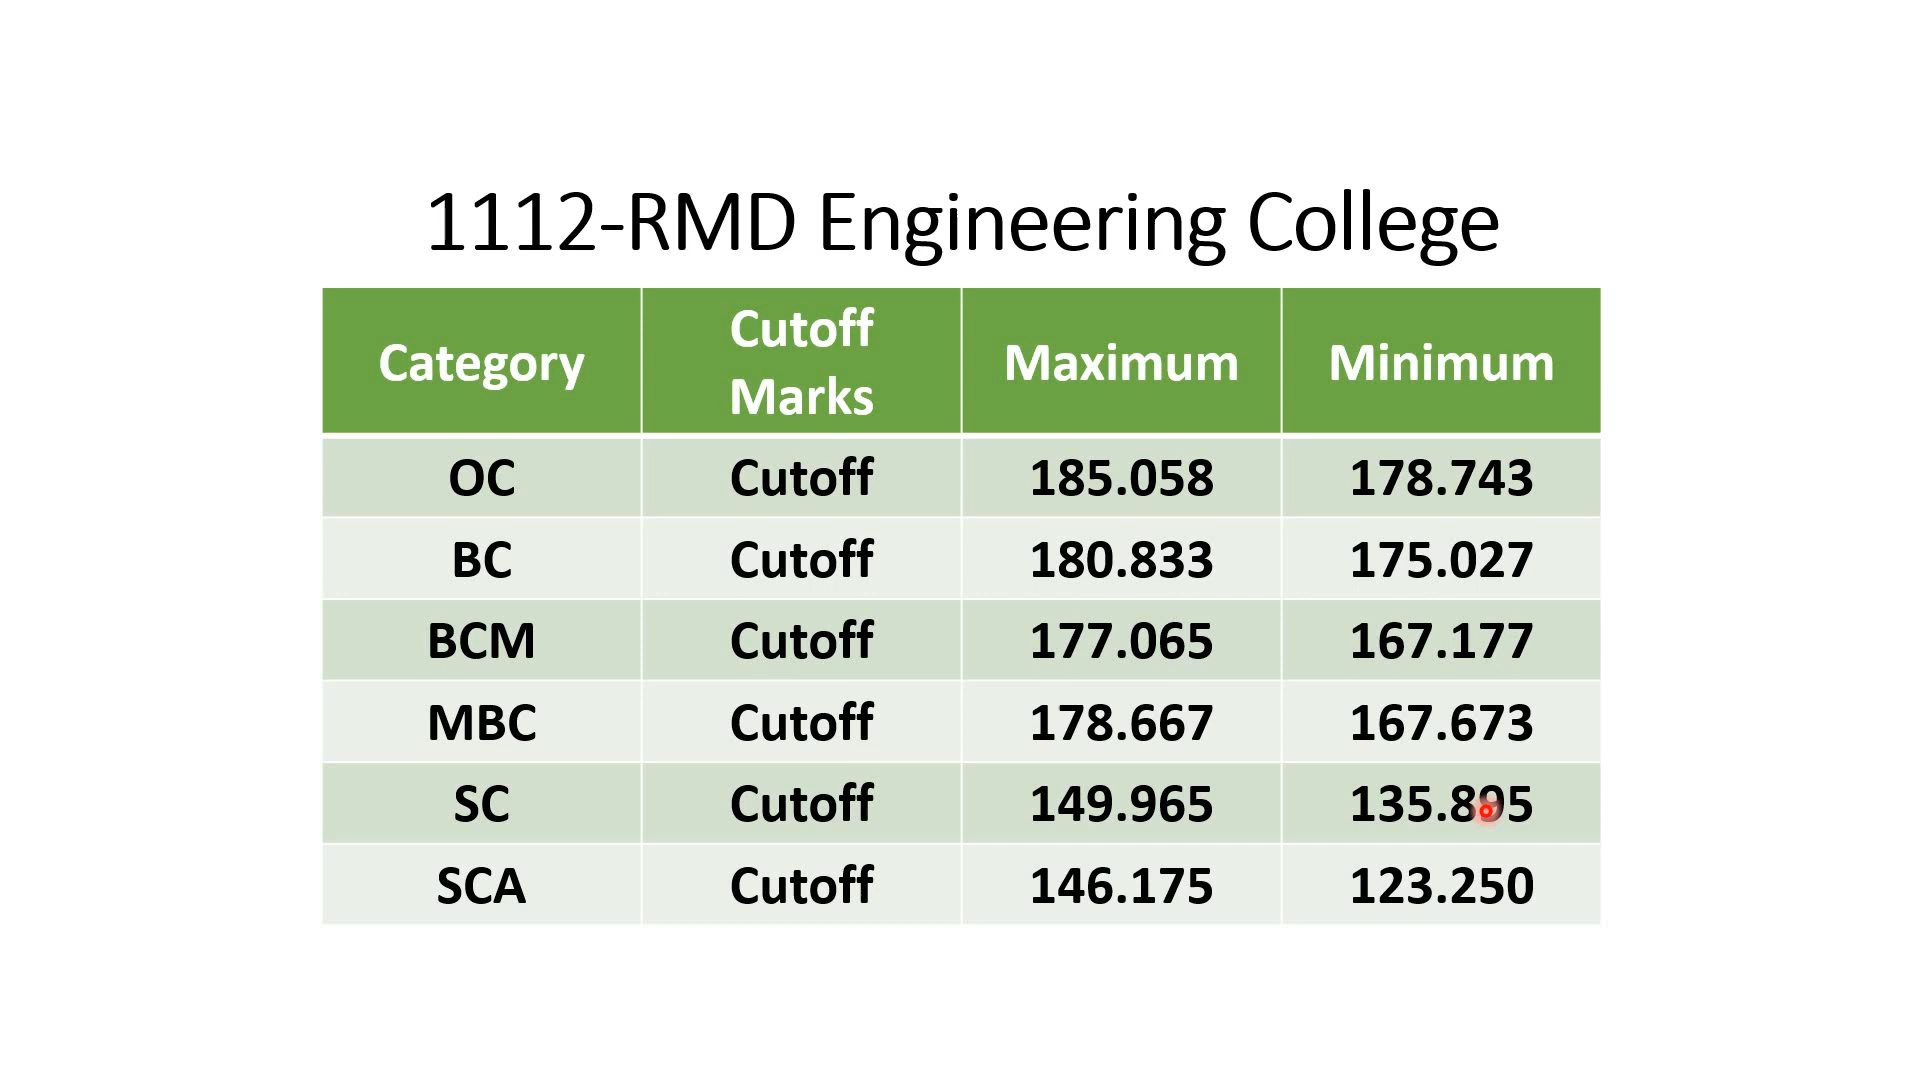 1112-RMD Engineering College
Category Cutoff Marks Maximum Minimum
OC Cutoff 185.058 178.743
BC Cutoff 180.833 175.027
BCM Cutoff 177.065 167.177
MBC Cutoff 178.667 167.673
SC Cutoff 149.965 135.895
SCA Cutoff 146.175 123.250